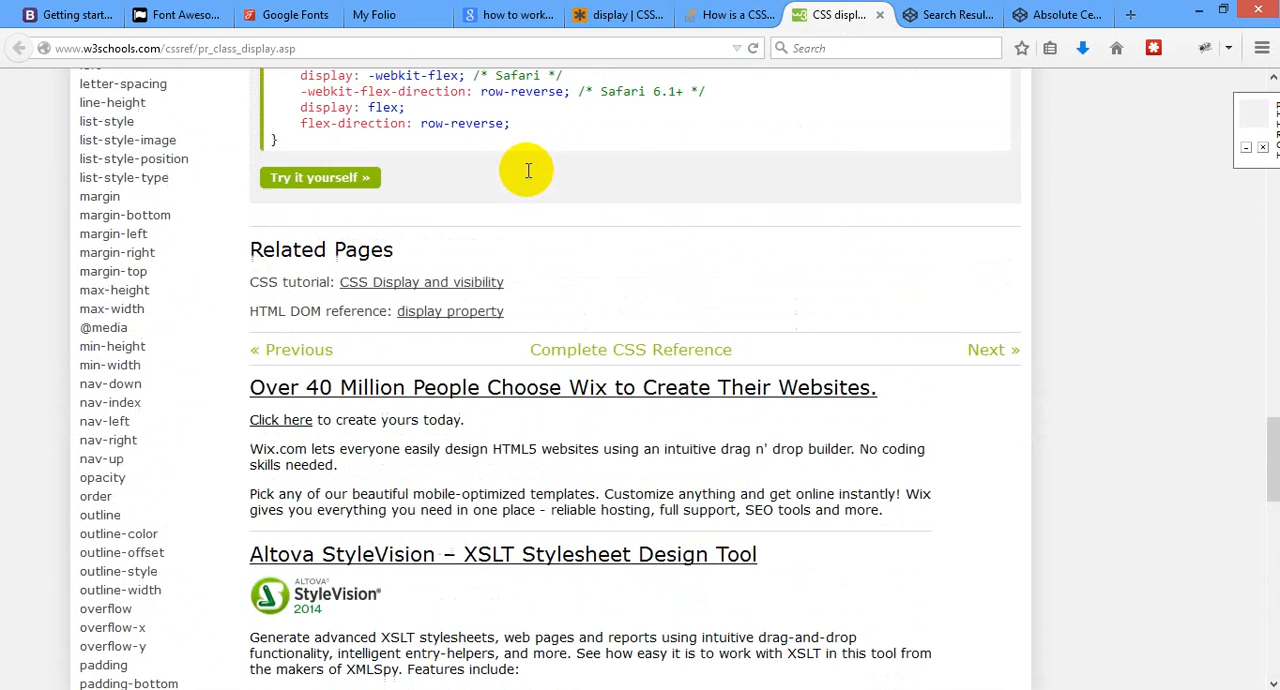 Getting start...
Font Aweso...
Google Fonts
My Folio
how to work...
display | CSS...
How is a CSS...
CSS displ...
Search Resul...
Absolute Ce...
www.w3schools.com/cssref/pr_class_display.asp
Search
letter-spacing
line-height
list-style
list-style-image
list-style-position
list-style-type
margin
margin-bottom
margin-left
margin-right
margin-top
max-height
max-width
@media
min-height
min-width
nav-down
nav-index
nav-left
nav-right
nav-up
opacity
order
outline
outline-color
outline-offset
outline-style
outline-width
overflow
overflow-x
overflow-y
padding
padding-bottom
display: -webkit-flex; /* Safari */
-webkit-flex-direction: row-reverse; /* Safari 6.1+ */
display: flex;
flex-direction: row-reverse;
}
Try it yourself »
Related Pages
CSS tutorial: CSS Display and visibility
HTML DOM reference: display property
« Previous
Complete CSS Reference
Next »
Over 40 Million People Choose Wix to Create Their Websites.
Click here to create yours today.
Wix.com lets everyone easily design HTML5 websites using an intuitive drag n' drop builder. No coding
skills needed.
Pick any of our beautiful mobile-optimized templates. Customize anything and get online instantly! Wix
gives you everything you need in one place - reliable hosting, full support, SEO tools and more.
Altova StyleVision – XSLT Stylesheet Design Tool
ALTOVA®
StyleVision®
2014
Generate advanced XSLT stylesheets, web pages and reports using intuitive drag-and-drop
functionality, intelligent entry-helpers, and more. See how easy it is to work with XSLT in this tool from
the makers of XMLSpy. Features include: